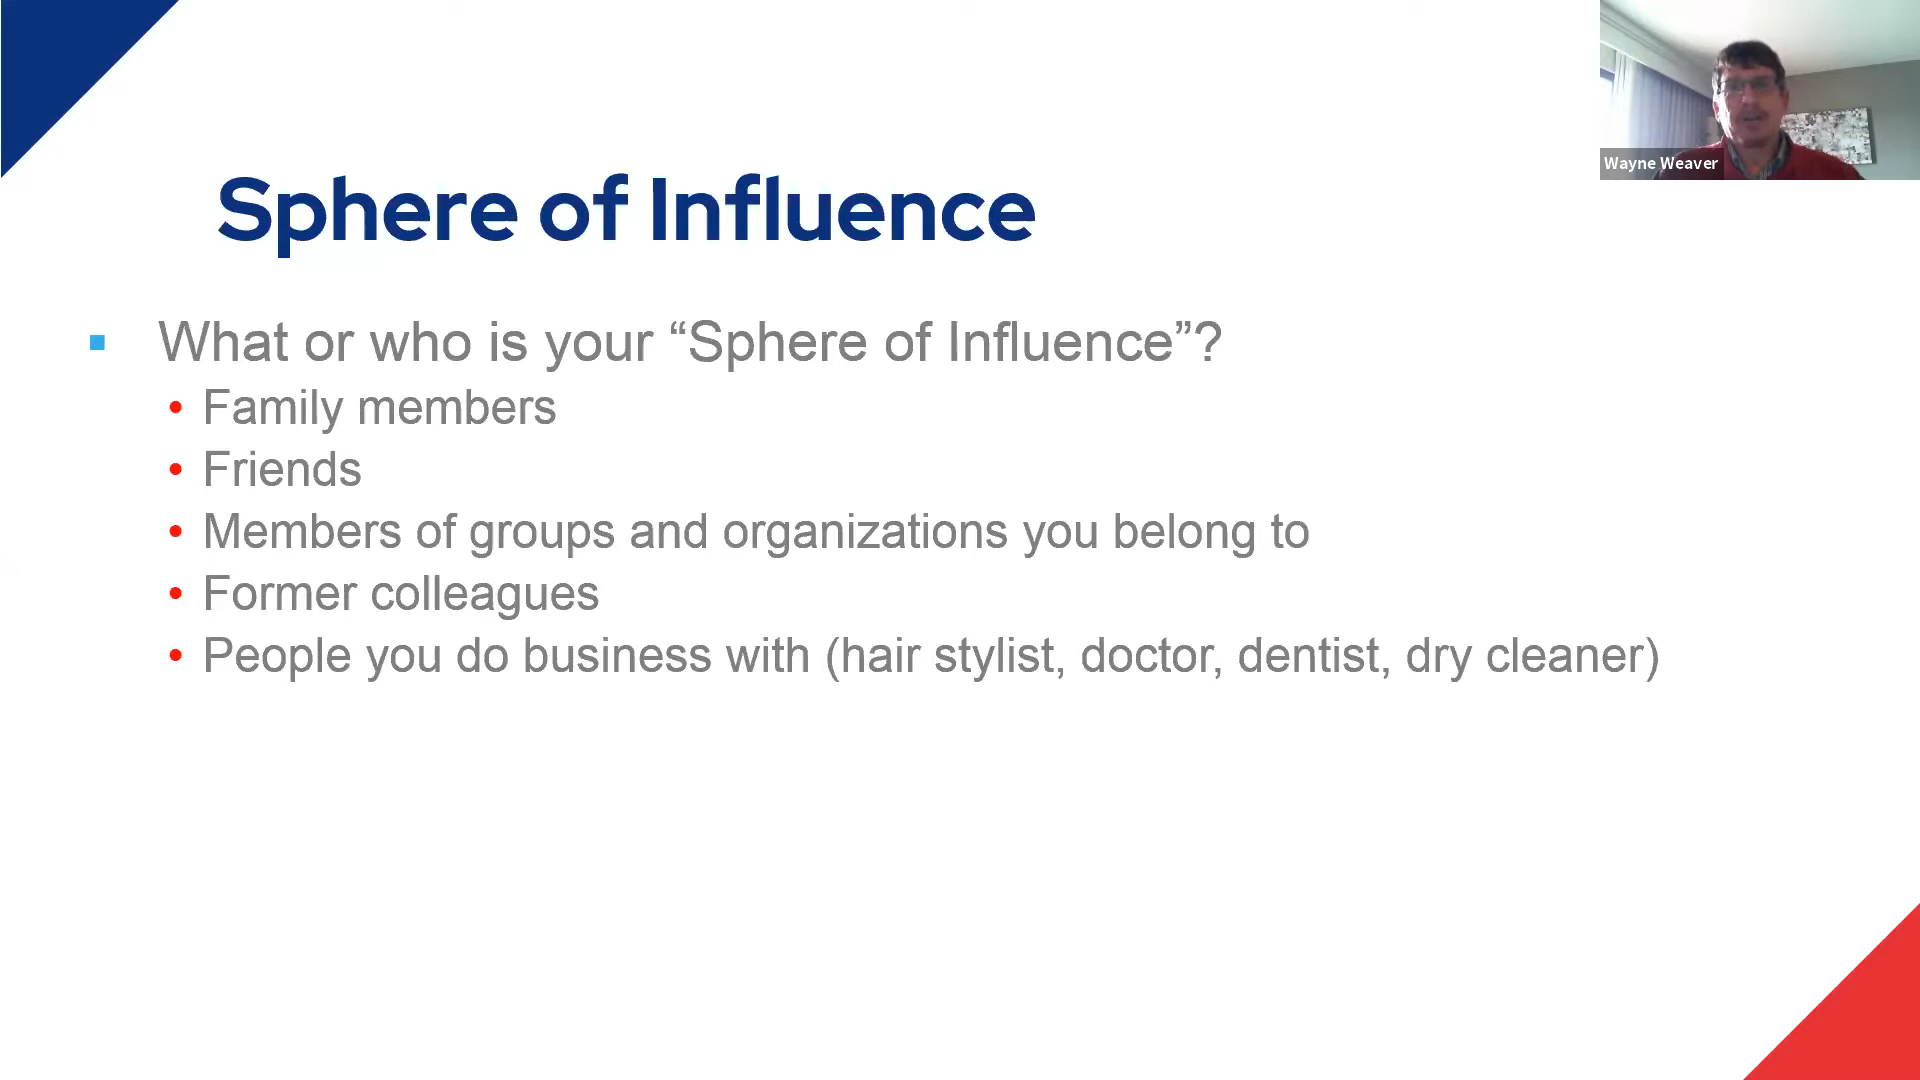 Wayne Weaver
Sphere of Influence
What or who is your “Sphere of Influence”?
Family members
Friends
Members of groups and organizations you belong to
Former colleagues
People you do business with (hair stylist, doctor, dentist, dry cleaner)